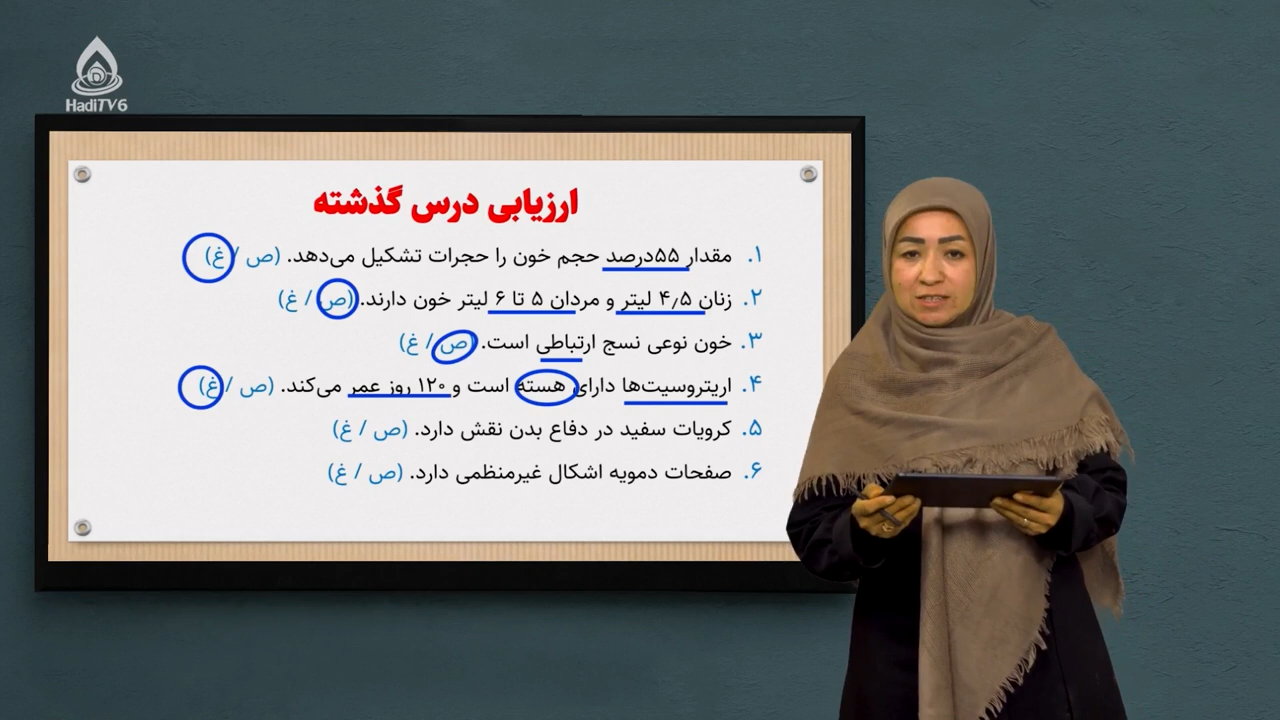 HadiTV6
ارزیابی درس گذشته
۱. مقدار ۵۵درصد حجم خون را حجرات تشکیل می‌دهد. (ص / غ)
۲. زنان ۴٫۵ لیتر و مردان ۵ تا ۶ لیتر خون دارند. (ص / غ)
۳. خون نوعی نسج ارتباطی است. (ص / غ)
۴. اریتروسیت‌ها دارای هسته است و ۱۲۰ روز عمر می‌کند. (ص / غ)
۵. کرویات سفید در دفاع بدن نقش دارد. (ص / غ)
۶. صفحات دمویه اشکال غیرمنظمی دارد. (ص / غ)